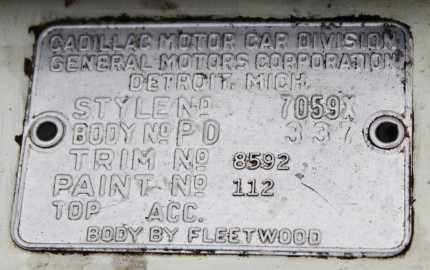 CADILLAC MOTOR CAR DIVISION
GENERAL MOTORS CORPORATION
DETROIT. MICH.
STYLE Nº 7059X
BODY Nº P D 337
TRIM Nº 8592
PAINT Nº 112
TOP ACC.
BODY BY FLEETWOOD